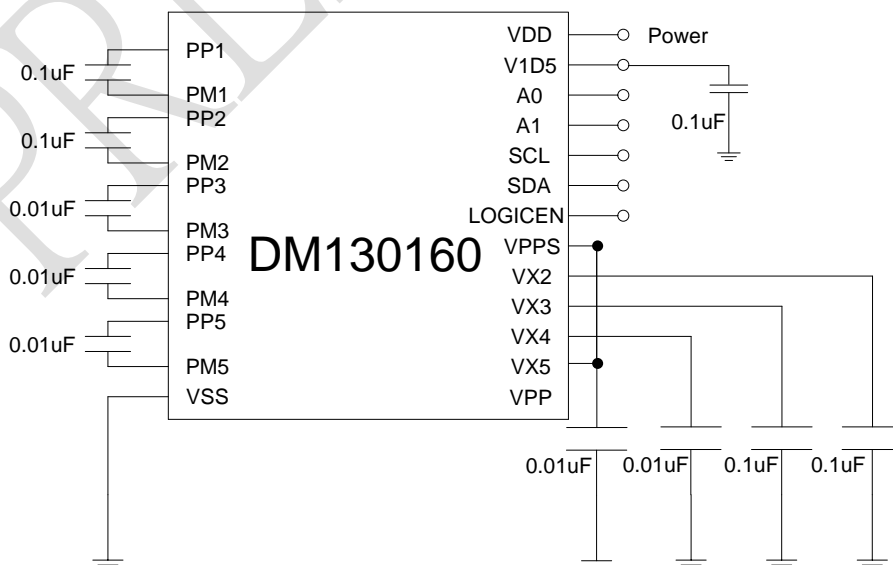 PREL
PP1
0.1uF
PM1
PP2
0.1uF
PM2
PP3
0.01uF
PM3
PP4
0.01uF
PM4
PP5
0.01uF
PM5
VSS
DM130160
VDD
Power
V1D5
0.1uF
A0
A1
SCL
SDA
LOGICEN
VPPS
VX2
VX3
VX4
VX5
VPP
0.01uF 0.01uF 0.1uF 0.1uF